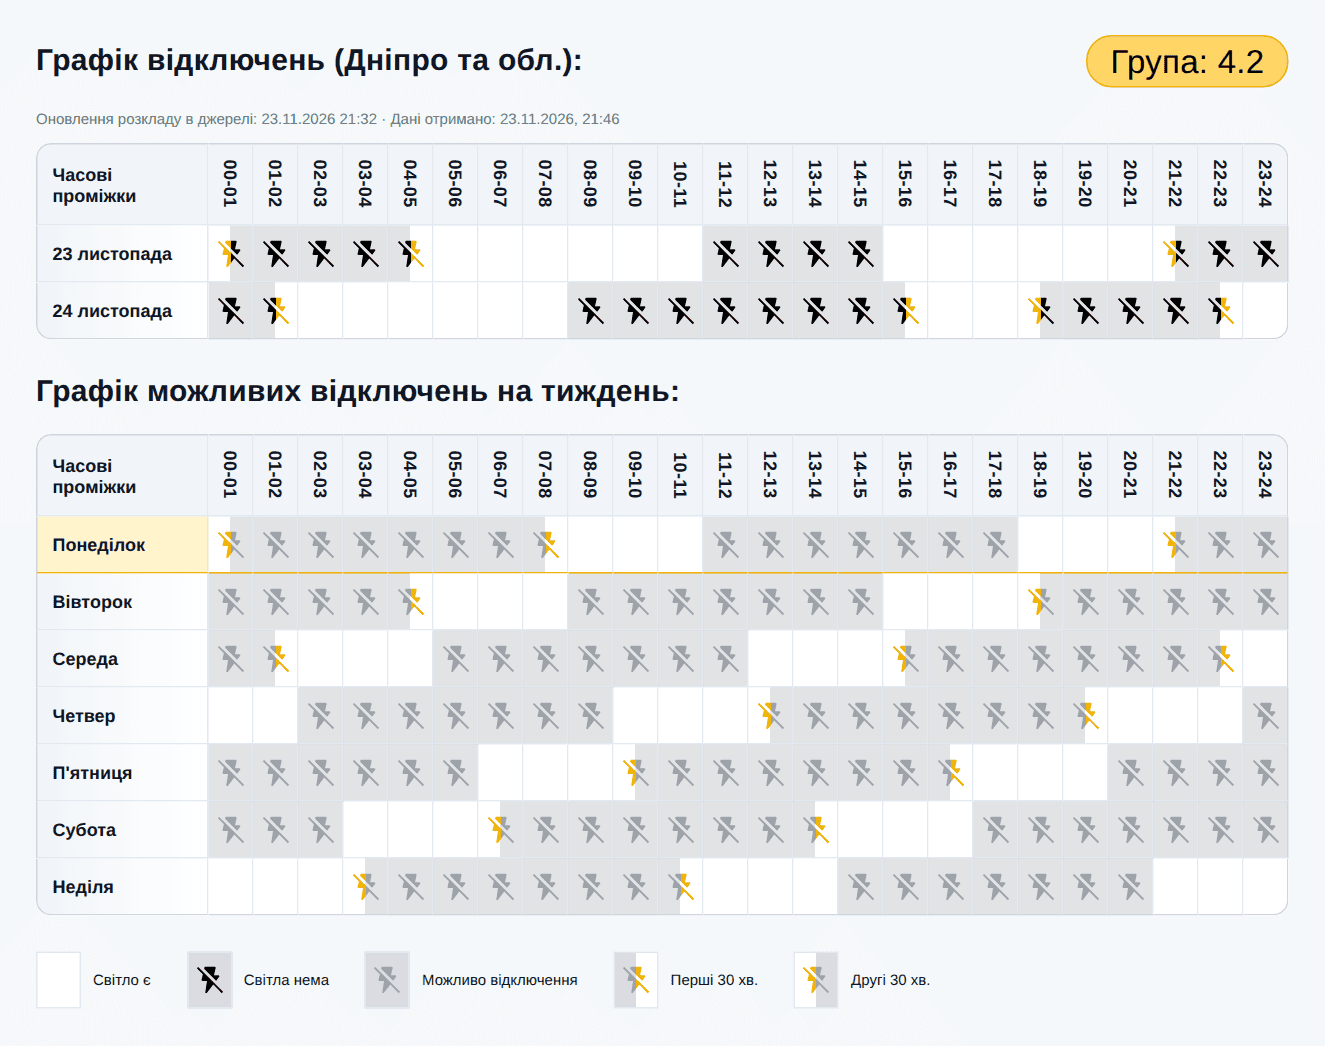 Графік відключень (Дніпро та обл.):
Група: 4.2
Оновлення розкладу в джерелі: 23.11.2026 21:32 · Дані отримано: 23.11.2026, 21:46
Часові проміжки 00-01 01-02 02-03 03-04 04-05 05-06 06-07 07-08 08-09 09-10 10-11 11-12 12-13 13-14 14-15 15-16 16-17 17-18 18-19 19-20 20-21 21-22 22-23 23-24
23 листопада
24 листопада
Графік можливих відключень на тиждень:
Часові проміжки 00-01 01-02 02-03 03-04 04-05 05-06 06-07 07-08 08-09 09-10 10-11 11-12 12-13 13-14 14-15 15-16 16-17 17-18 18-19 19-20 20-21 21-22 22-23 23-24
Понеділок
Вівторок
Середа
Четвер
П'ятниця
Субота
Неділя
Світло є Світла нема Можливо відключення Перші 30 хв. Другі 30 хв.